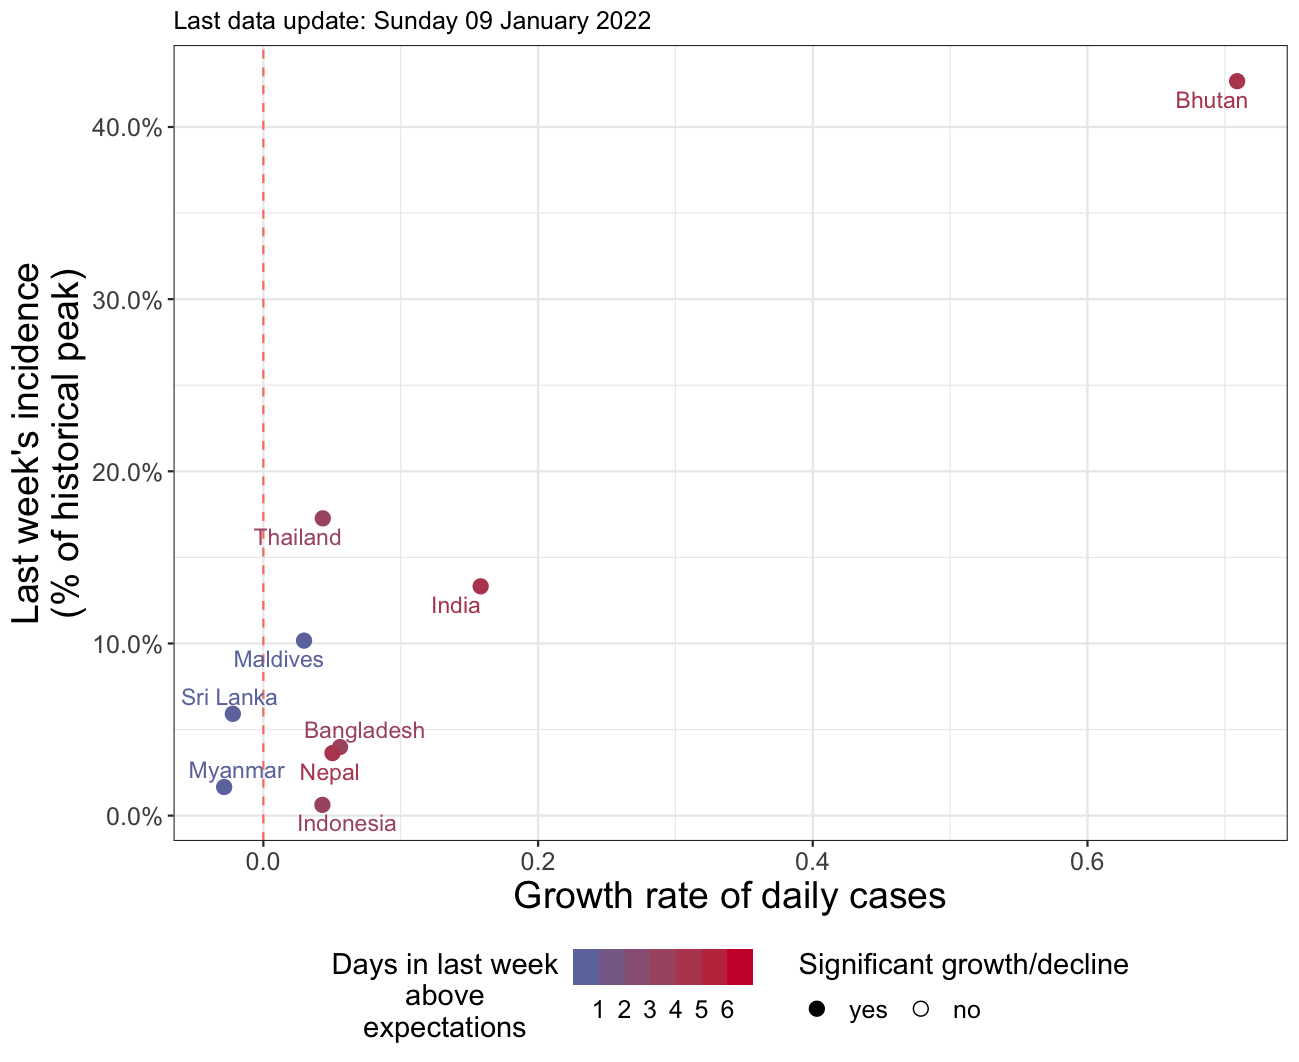 Last data update: Sunday 09 January 2022
Last week's incidence
(% of historical peak)
40.0%
30.0%
20.0%
10.0%
0.0%
Bhutan
Thailand
India
Maldives
Sri Lanka
Bangladesh
Myanmar
Nepal
Indonesia
0.0 0.2 0.4 0.6
Growth rate of daily cases
Days in last week
above
expectations
1 2 3 4 5 6
Significant growth/decline
yes no